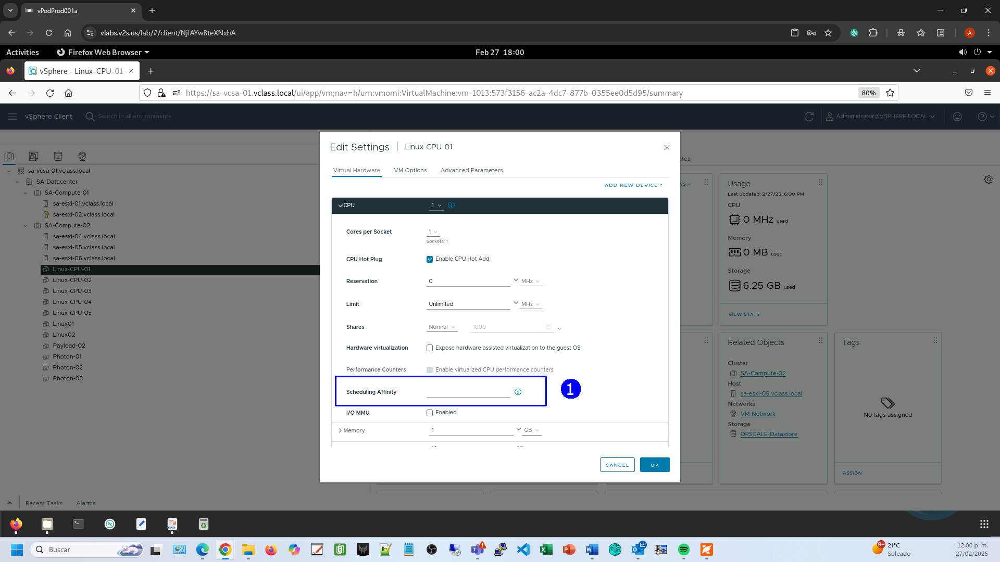 vPodProd001a
vlabs.v2s.us/lab/#/client/NjIAYwBteXNxbA
A
Activities
Firefox Web Browser
Feb 27 18:00
vSphere - Linux-CPU-01
https://sa-vcsa-01.vclass.local/ui/app/vm;nav=h/urn:vmomi:VirtualMachine:vm-1013:573f3156-ac2a-4dc7-877b-0355ee0d5d95/summary
80%
vSphere Client
Search in all environments
Administrator@VSPHERE.LOCAL
sa-vcsa-01.vclass.local
SA-Datacenter
SA-Compute-01
sa-esxi-01.vclass.local
sa-esxi-02.vclass.local
SA-Compute-02
sa-esxi-04.vclass.local
sa-esxi-05.vclass.local
sa-esxi-06.vclass.local
Linux-CPU-01
Linux-CPU-02
Linux-CPU-03
Linux-CPU-04
Linux-CPU-05
Linux01
Linux02
Payload-02
Photon-01
Photon-02
Photon-03
Edit Settings | Linux-CPU-01
Virtual Hardware VM Options Advanced Parameters
ADD NEW DEVICE
CPU 1
Cores per Socket 1
Sockets: 1
CPU Hot Plug Enable CPU Hot Add
Reservation 0 MHz
Limit Unlimited MHz
Shares Normal 1000
Hardware virtualization Expose hardware assisted virtualization to the guest OS
Performance Counters Enable virtualized CPU performance counters
Scheduling Affinity
1
I/O MMU Enabled
Memory 1 GB
CANCEL OK
Usage
Last updated: 2/27/25, 6:00 PM
CPU
0 MHz used
Memory
0 MB used
Storage
6.25 GB used
VIEW STATS
Related Objects
Cluster
SA-Compute-02
Host
sa-esxi-05.vclass.local
Networks
VM Network
Storage
OPSCALE-Datastore
Tags
No tags assigned
ASSIGN
Recent Tasks Alarms
Buscar
9+
21°C
Soleado
12:00 p. m.
27/02/2025